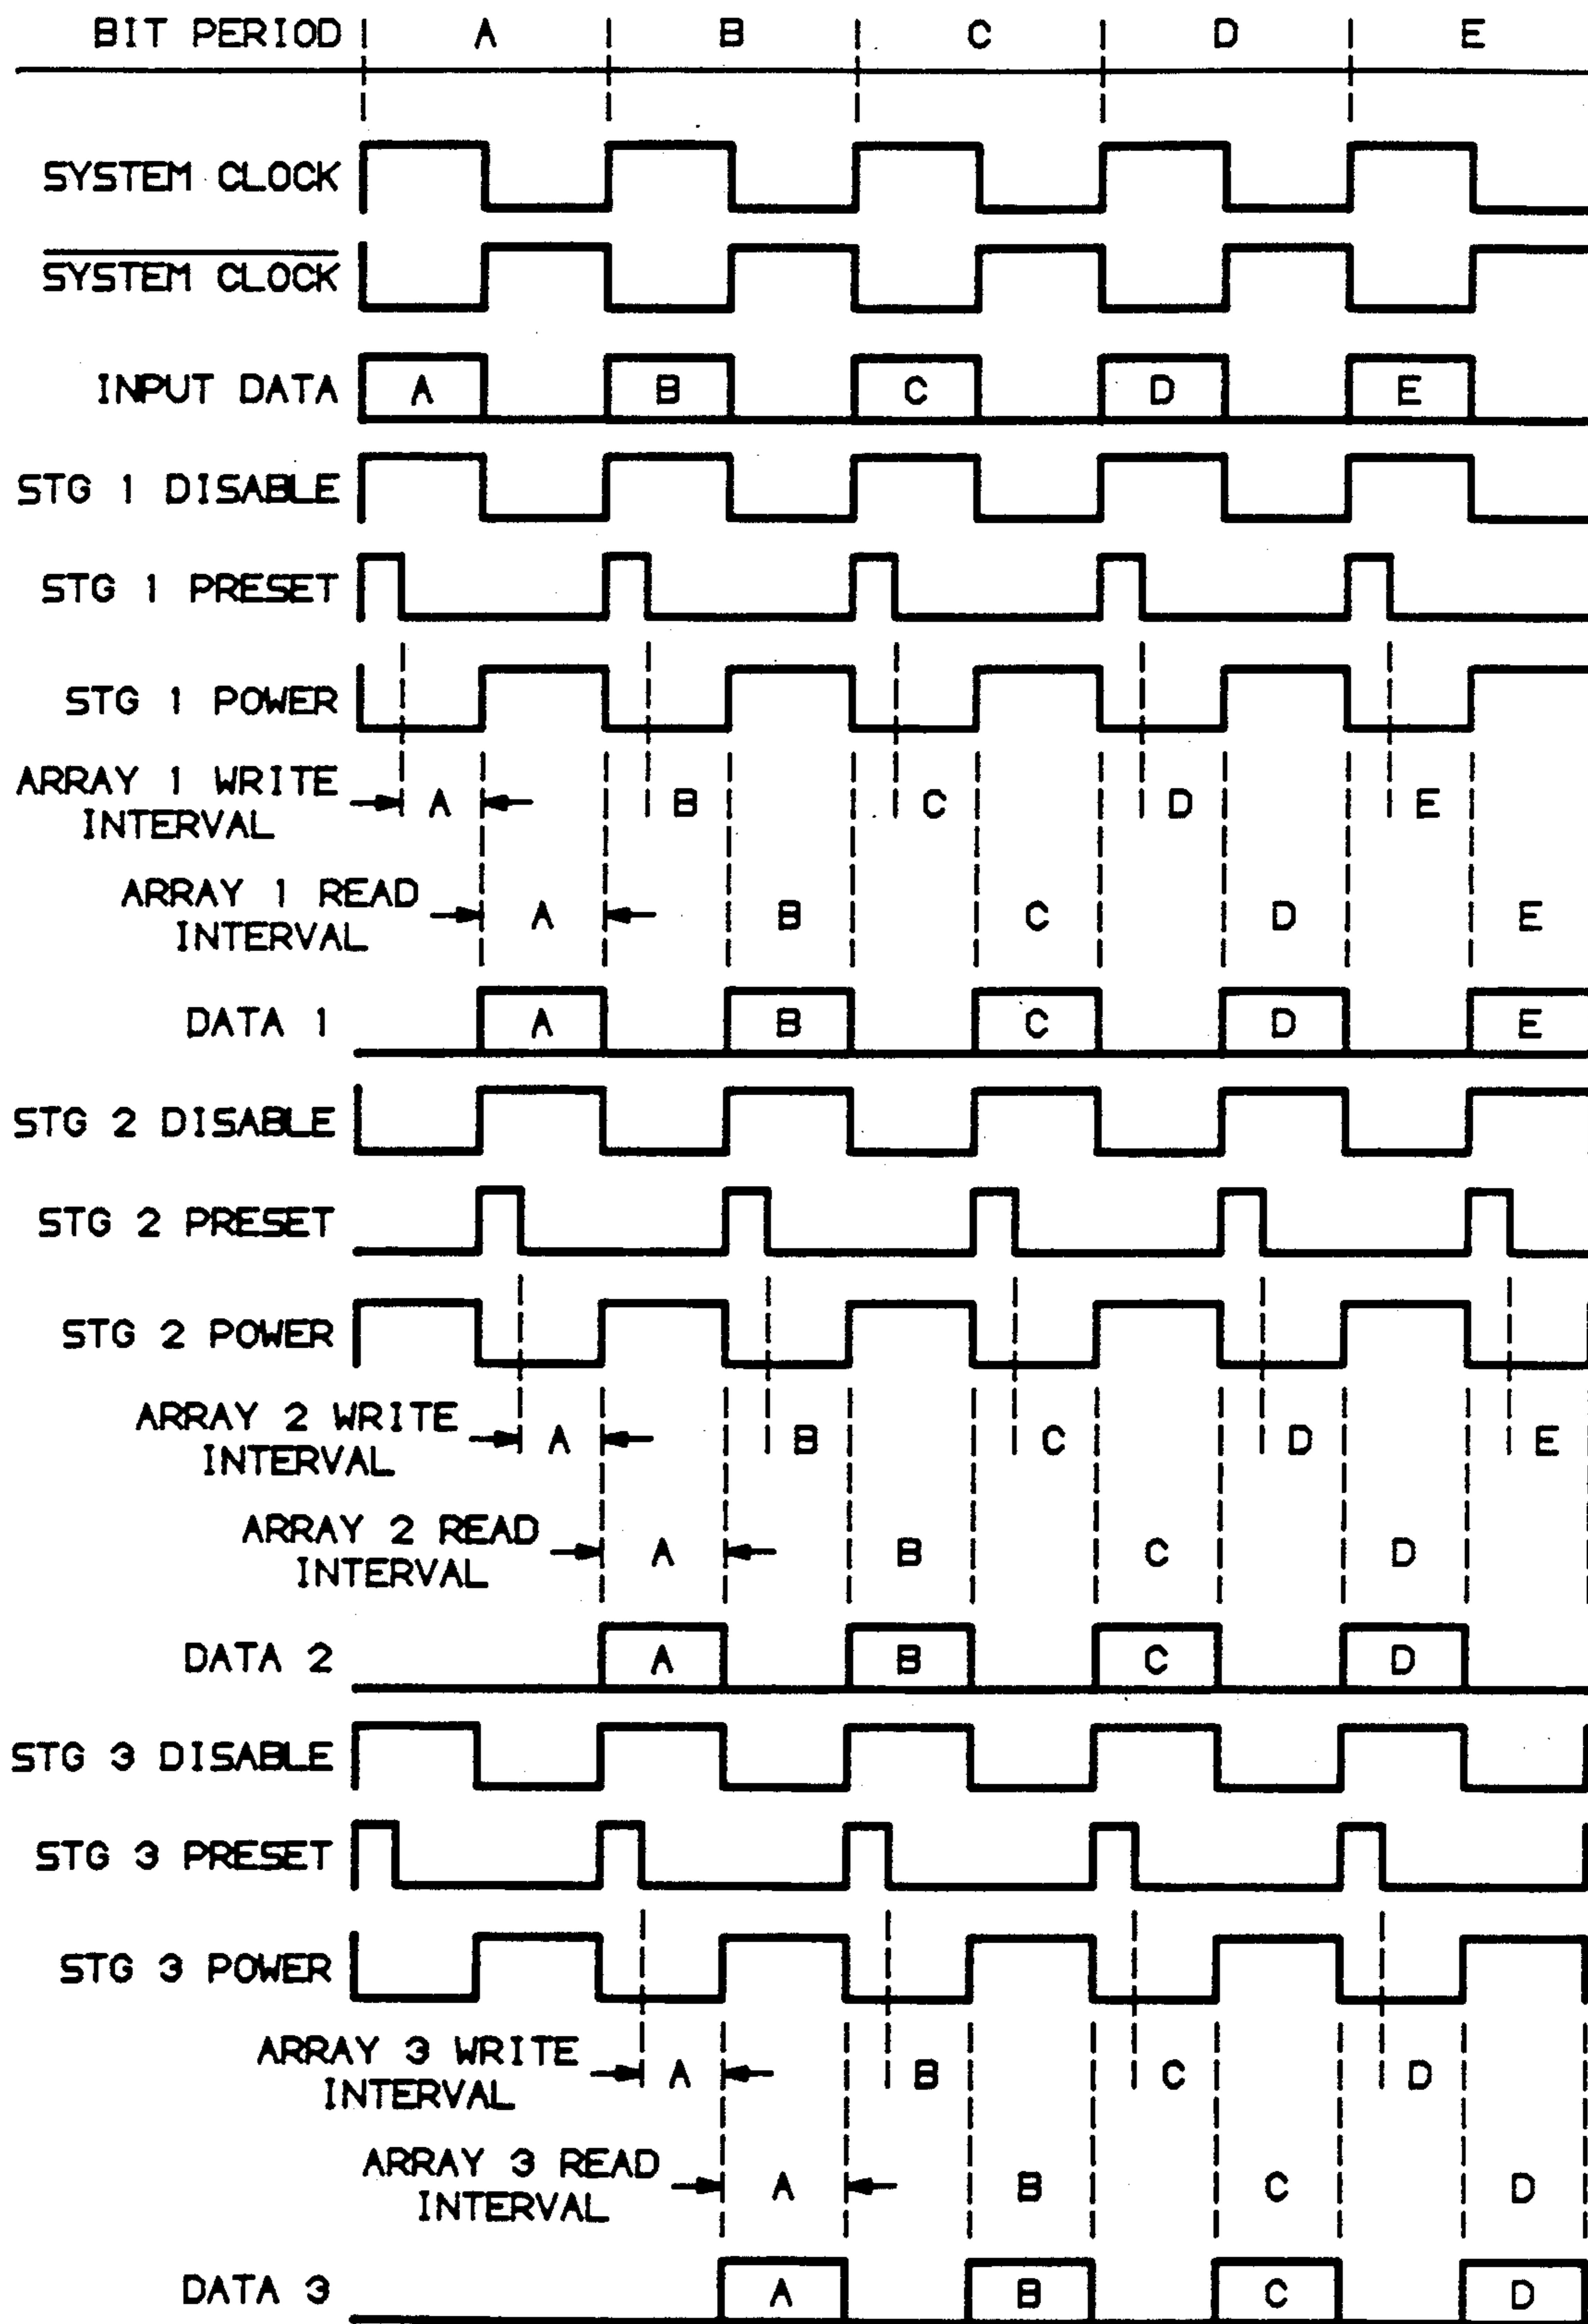 BIT PERIOD A B C D E
SYSTEM CLOCK
SYSTEM CLOCK
INPUT DATA A B C D E
STG 1 DISABLE
STG 1 PRESET
STG 1 POWER
ARRAY 1 WRITE
INTERVAL A B C D E
ARRAY 1 READ
INTERVAL A B C D E
DATA 1 A B C D E
STG 2 DISABLE
STG 2 PRESET
STG 2 POWER
ARRAY 2 WRITE
INTERVAL A B C D E
ARRAY 2 READ
INTERVAL A B C D
DATA 2 A B C D
STG 3 DISABLE
STG 3 PRESET
STG 3 POWER
ARRAY 3 WRITE
INTERVAL A B C D
ARRAY 3 READ
INTERVAL A B C D
DATA 3 A B C D